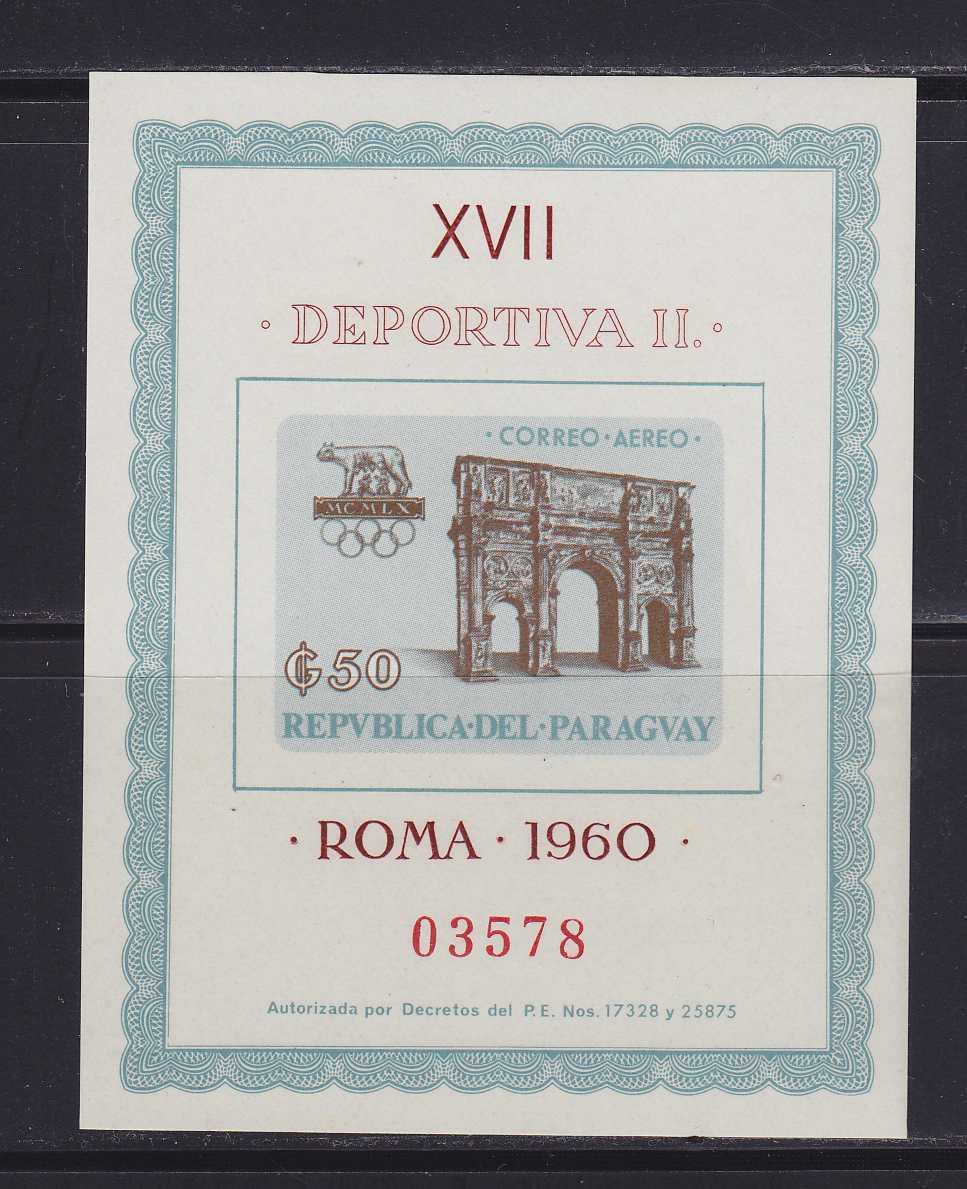 XVII
· DEPORTIVA II. ·
· CORREO · AEREO ·
MCMLX
₲50
REPVBLICA·DEL·PARAGVAY
· ROMA · 1960 ·
03578
Autorizada por Decretos del P.E. Nos. 17328 y 25875